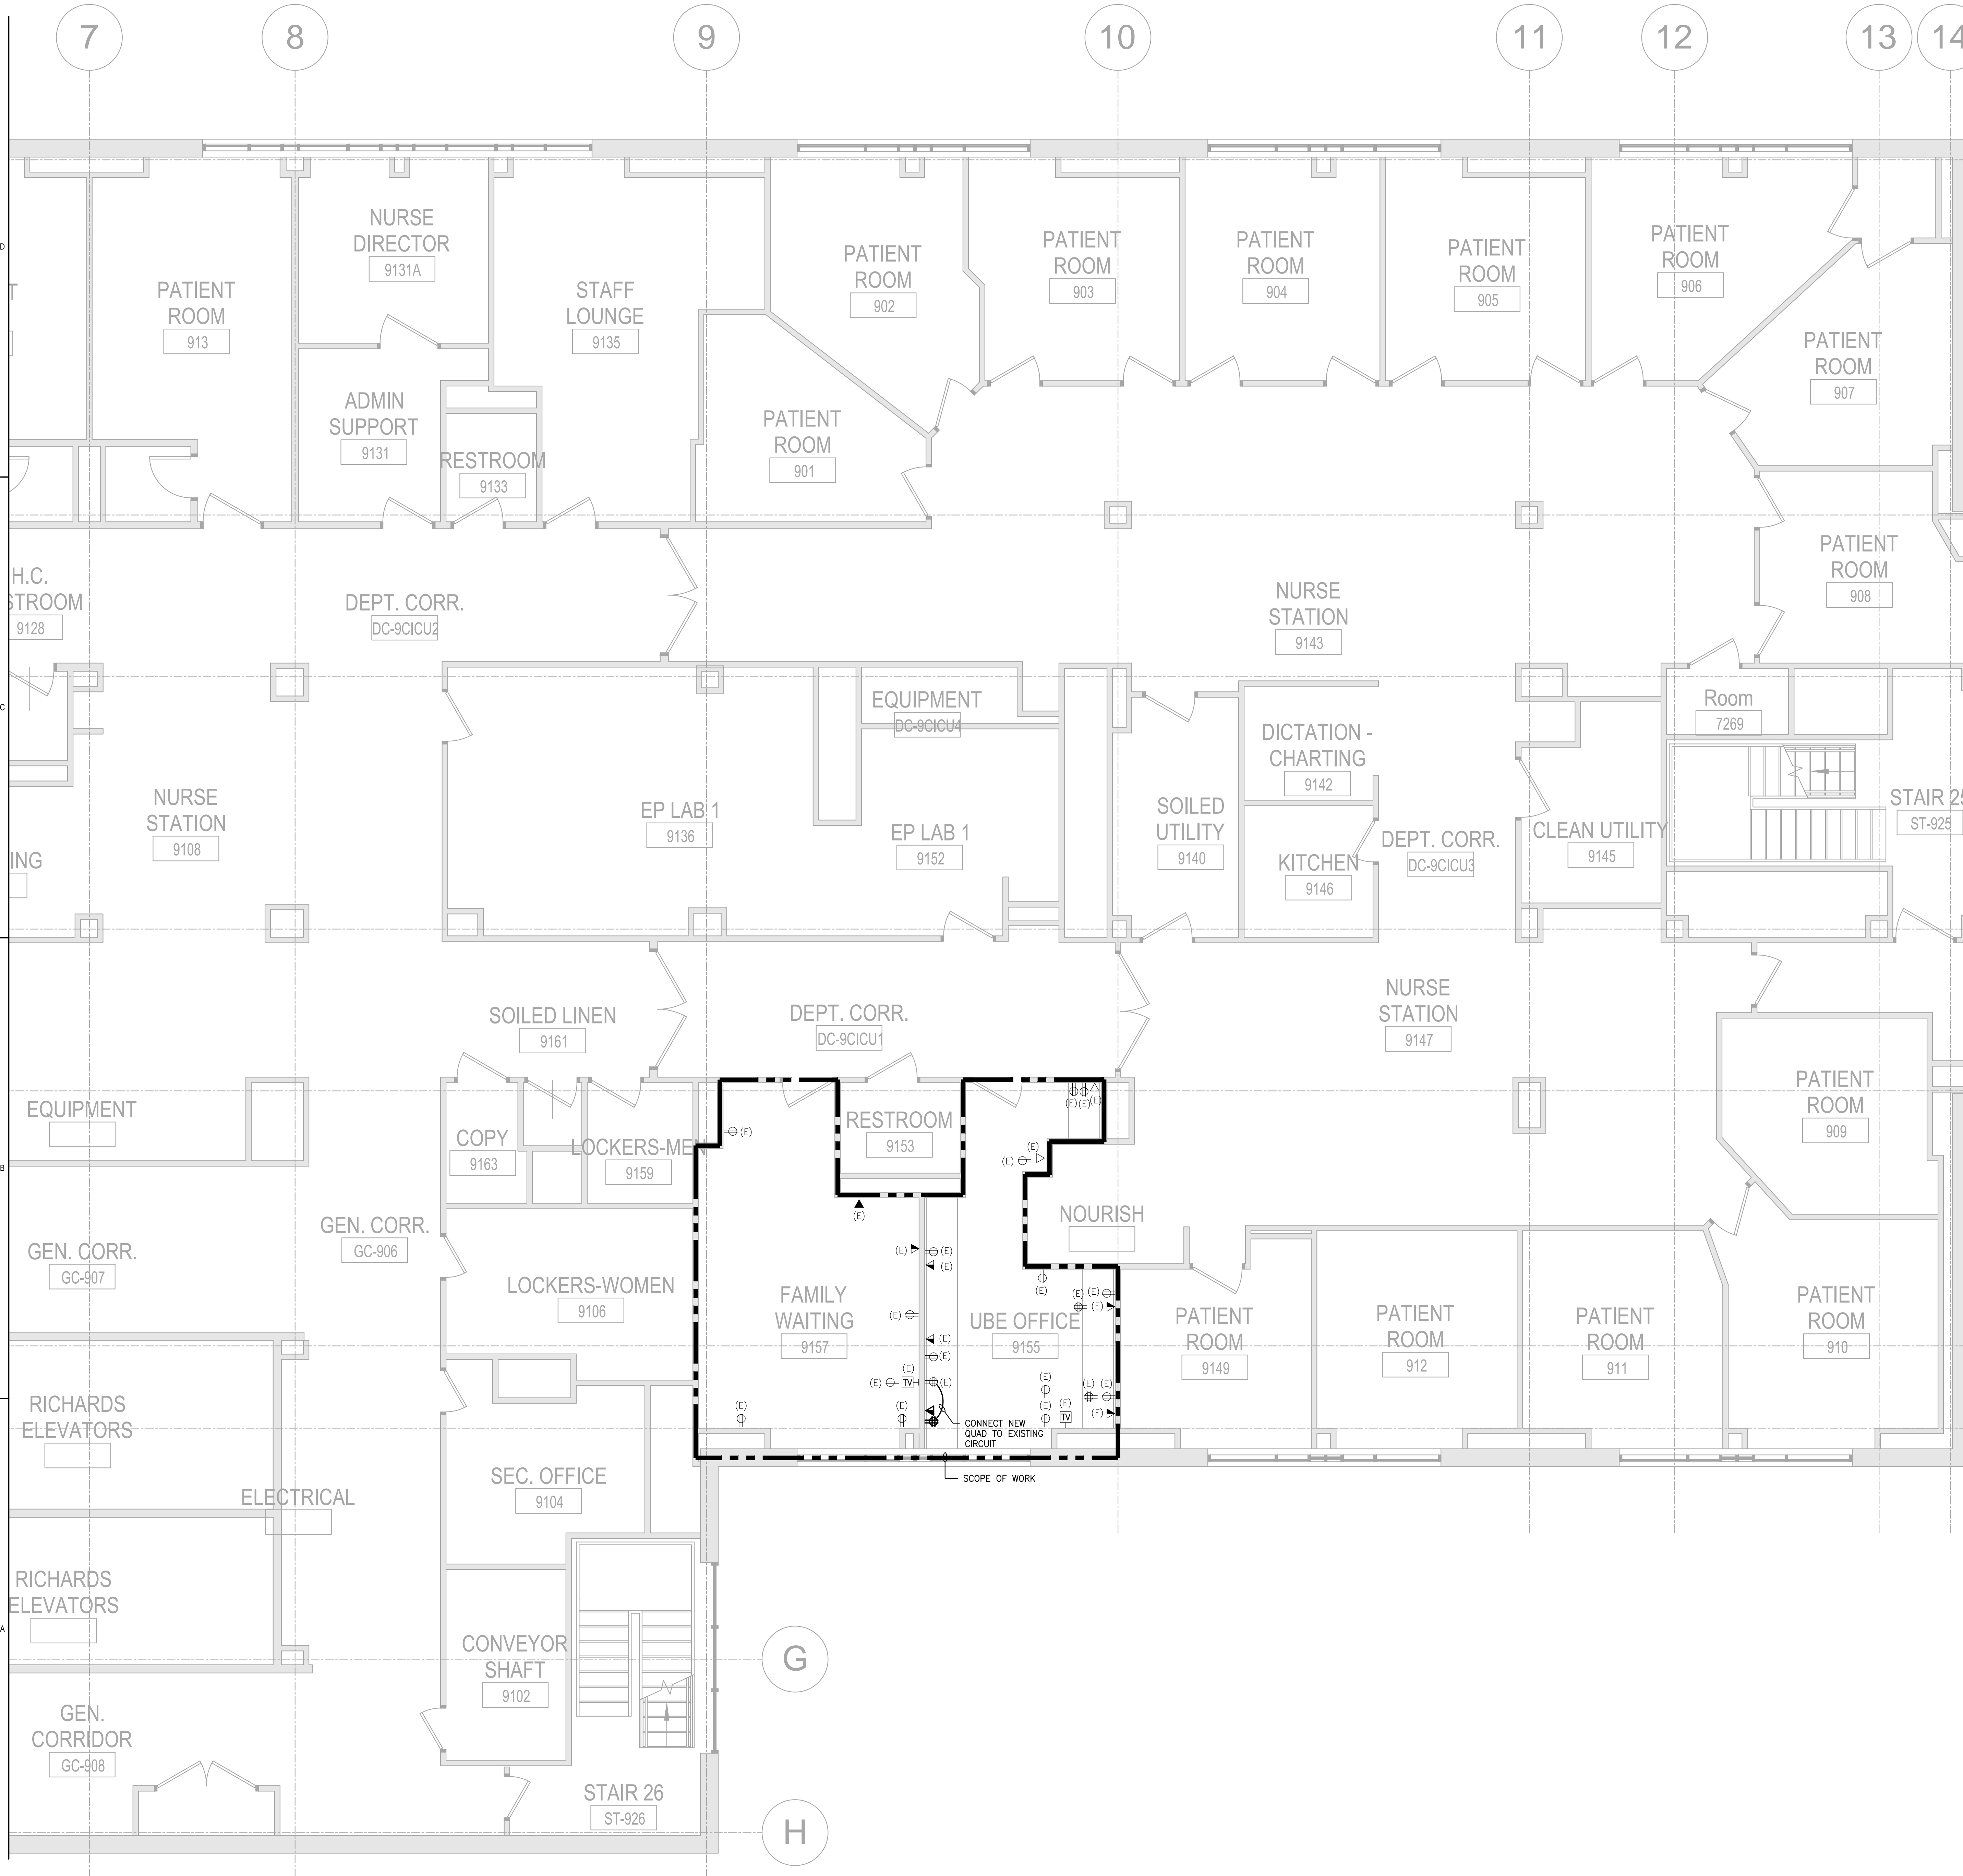 7
8
9
10
11
12
13
14
D
C
B
A
NURSE
DIRECTOR
9131A
PATIENT
ROOM
913
STAFF
LOUNGE
9135
PATIENT
ROOM
902
PATIENT
ROOM
903
PATIENT
ROOM
904
PATIENT
ROOM
905
PATIENT
ROOM
906
PATIENT
ROOM
907
T
ADMIN
SUPPORT
9131
RESTROOM
9133
PATIENT
ROOM
901
H.C.
STROOM
9128
DEPT. CORR.
DC-9CICU2
NURSE
STATION
9143
PATIENT
ROOM
908
EQUIPMENT
DC-9CICU4
Room
7269
DICTATION -
CHARTING
9142
NURSE
STATION
9108
EP LAB 1
9136
EP LAB 1
9152
SOILED
UTILITY
9140
KITCHEN
9146
DEPT. CORR.
DC-9CICU3
CLEAN UTILITY
9145
STAIR 25
ST-925
ING
SOILED LINEN
9161
DEPT. CORR.
DC-9CICU1
NURSE
STATION
9147
EQUIPMENT
COPY
9163
LOCKERS-MEN
9159
RESTROOM
9153
PATIENT
ROOM
909
(E)
(E)
(E)
(E)
(E)
(E)
(E)
GEN. CORR.
GC-907
GEN. CORR.
GC-906
NOURISH
LOCKERS-WOMEN
9106
FAMILY
WAITING
9157
UBE OFFICE
9155
(E)
(E)
(E)
(E)
(E)
(E)
(E)
(E)
(E)
(E)
(E)
TV
(E)
(E)
(E)
(E)
(E)
(E)
(E)
(E)
TV
(E)
(E)
(E)
PATIENT
ROOM
9149
PATIENT
ROOM
912
PATIENT
ROOM
911
PATIENT
ROOM
910
RICHARDS
ELEVATORS
CONNECT NEW
QUAD TO EXISTING
CIRCUIT
SCOPE OF WORK
SEC. OFFICE
9104
ELECTRICAL
RICHARDS
ELEVATORS
CONVEYOR
SHAFT
9102
G
GEN.
CORRIDOR
GC-908
STAIR 26
ST-926
H